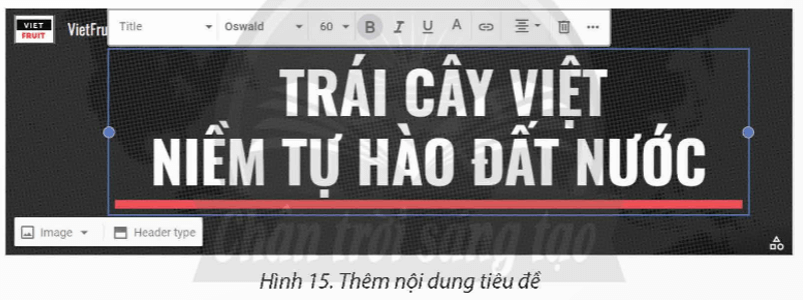 VIET
FRUIT
VietFru
Title
Oswald
60
B I U A
TRÁI CÂY VIỆT
NIỀM TỰ HÀO ĐẤT NƯỚC
Image
Header type
Chân trời sáng tạo
Hình 15. Thêm nội dung tiêu đề